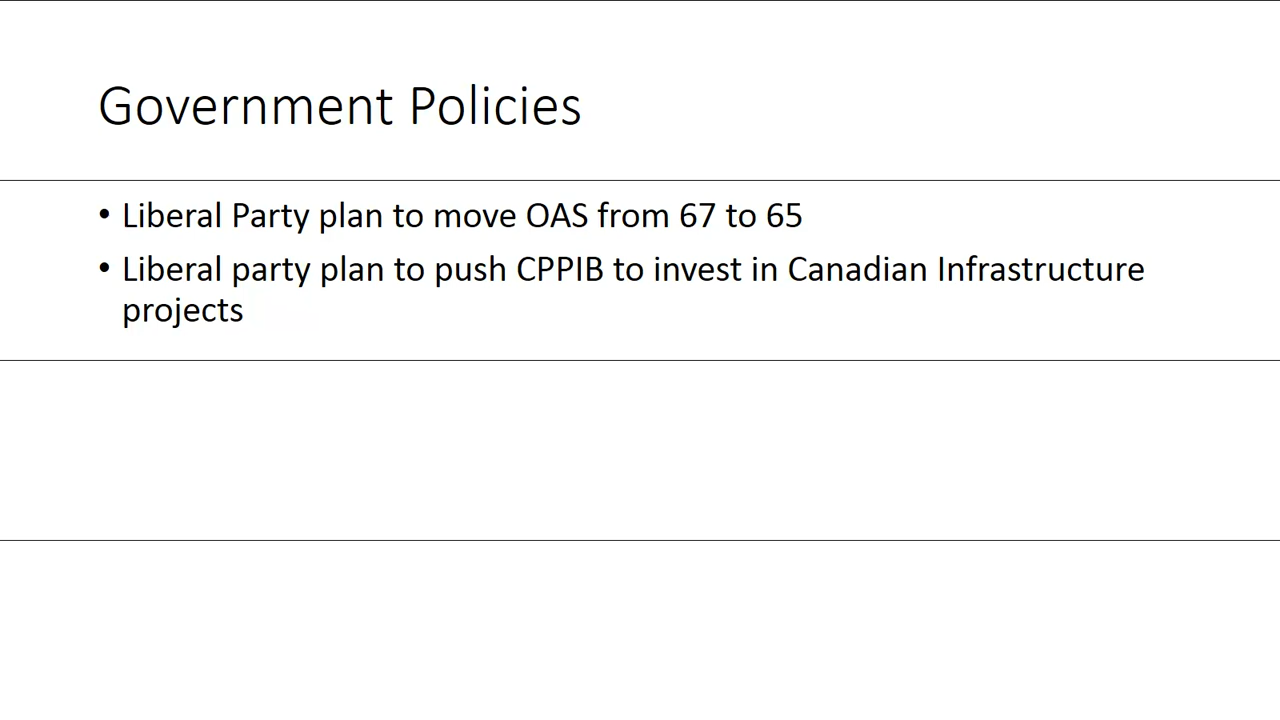 Government Policies
• Liberal Party plan to move OAS from 67 to 65
• Liberal party plan to push CPPIB to invest in Canadian Infrastructure
projects